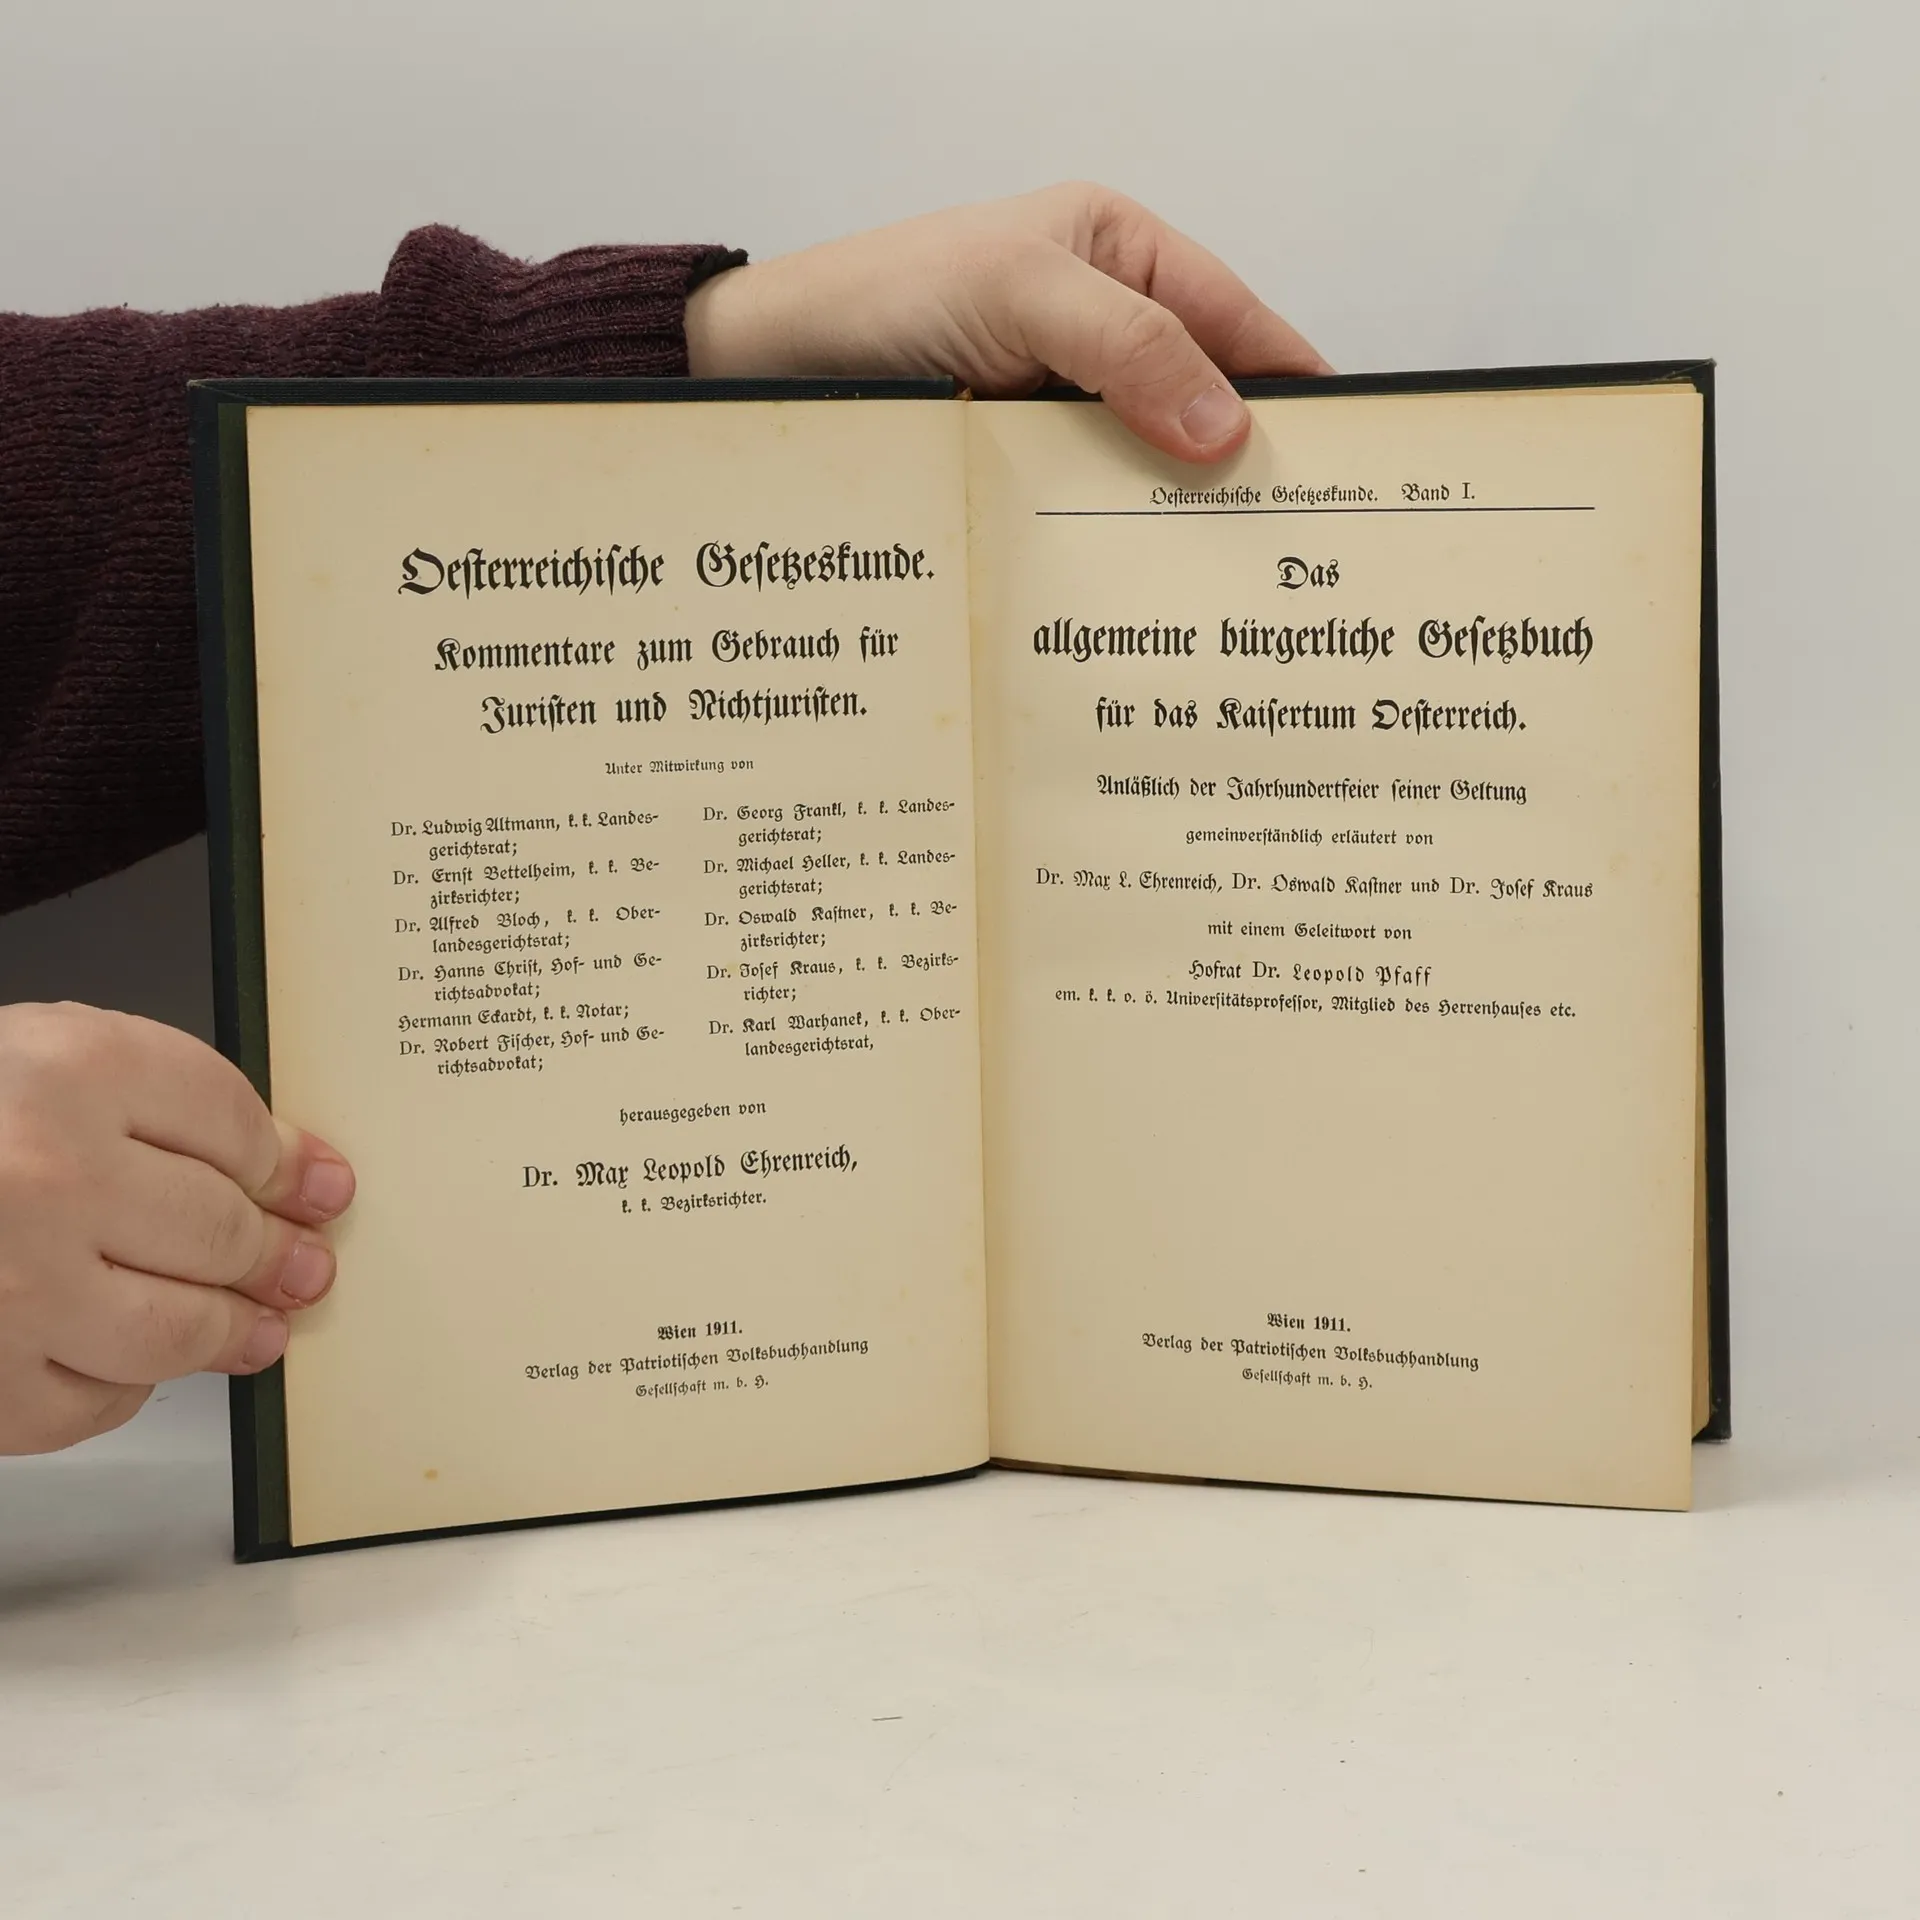 Oesterreichische Gesetzeskunde.
Kommentare zum Gebrauch für
Juristen und Nichtjuristen.
Unter Mitwirkung von
Dr. Ludwig Altmann, k. k. Landes-
gerichtsrat;
Dr. Ernst Bettelheim, k. k. Be-
zirksrichter;
Dr. Alfred Bloch, k. k. Ober-
landesgerichtsrat;
Dr. Hanns Christ, Hof- und Ge-
richtsadvokat;
Hermann Eckardt, k. k. Notar;
Dr. Robert Fischer, Hof- und Ge-
richtsadvokat;
Dr. Georg Frankl, k. k. Landes-
gerichtsrat;
Dr. Michael Heller, k. k. Landes-
gerichtsrat;
Dr. Oswald Kastner, k. k. Be-
zirksrichter;
Dr. Josef Kraus, k. k. Bezirks-
richter;
Dr. Karl Warhanek, k. k. Ober-
landesgerichtsrat,
herausgegeben von
Dr. Max Leopold Ehrenreich,
k. k. Bezirksrichter.
Wien 1911.
Verlag der Patriotischen Volksbuchhandlung
Gesellschaft m. b. H.
Oesterreichische Gesetzeskunde. Band I.
Das
allgemeine bürgerliche Gesetzbuch
für das Kaisertum Oesterreich.
Anläßlich der Jahrhundertfeier seiner Geltung
gemeinverständlich erläutert von
Dr. Max L. Ehrenreich, Dr. Oswald Kastner und Dr. Josef Kraus
mit einem Geleitwort von
Hofrat Dr. Leopold Pfaff
em. k. k. o. ö. Universitätsprofessor, Mitglied des Herrenhauses etc.
Wien 1911.
Verlag der Patriotischen Volksbuchhandlung
Gesellschaft m. b. H.